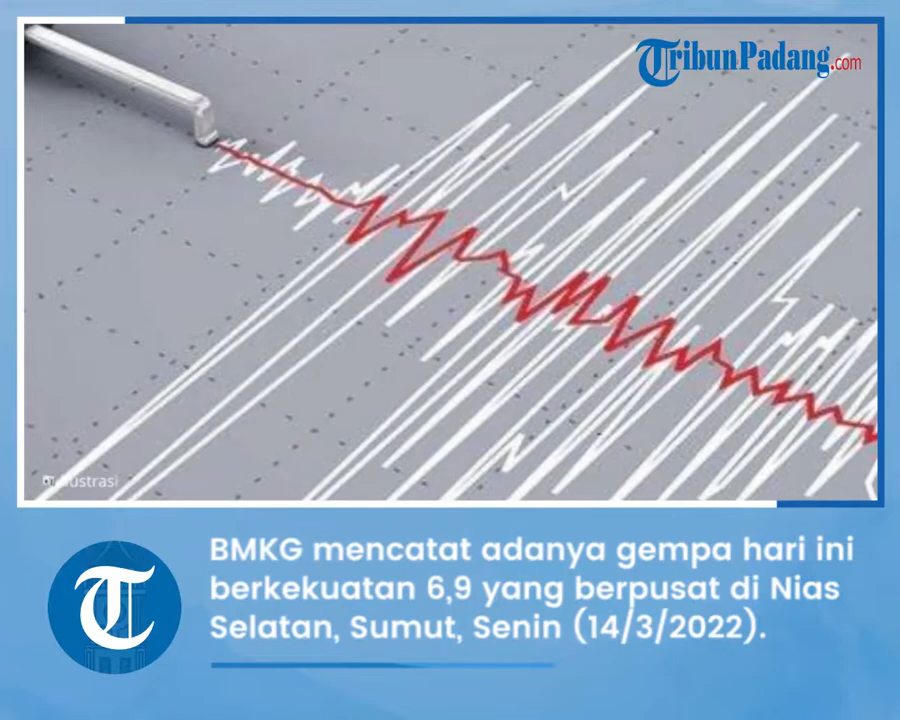 TribunPadang.com
Ilustrasi
BMKG mencatat adanya gempa hari ini
berkekuatan 6,9 yang berpusat di Nias
Selatan, Sumut, Senin (14/3/2022).